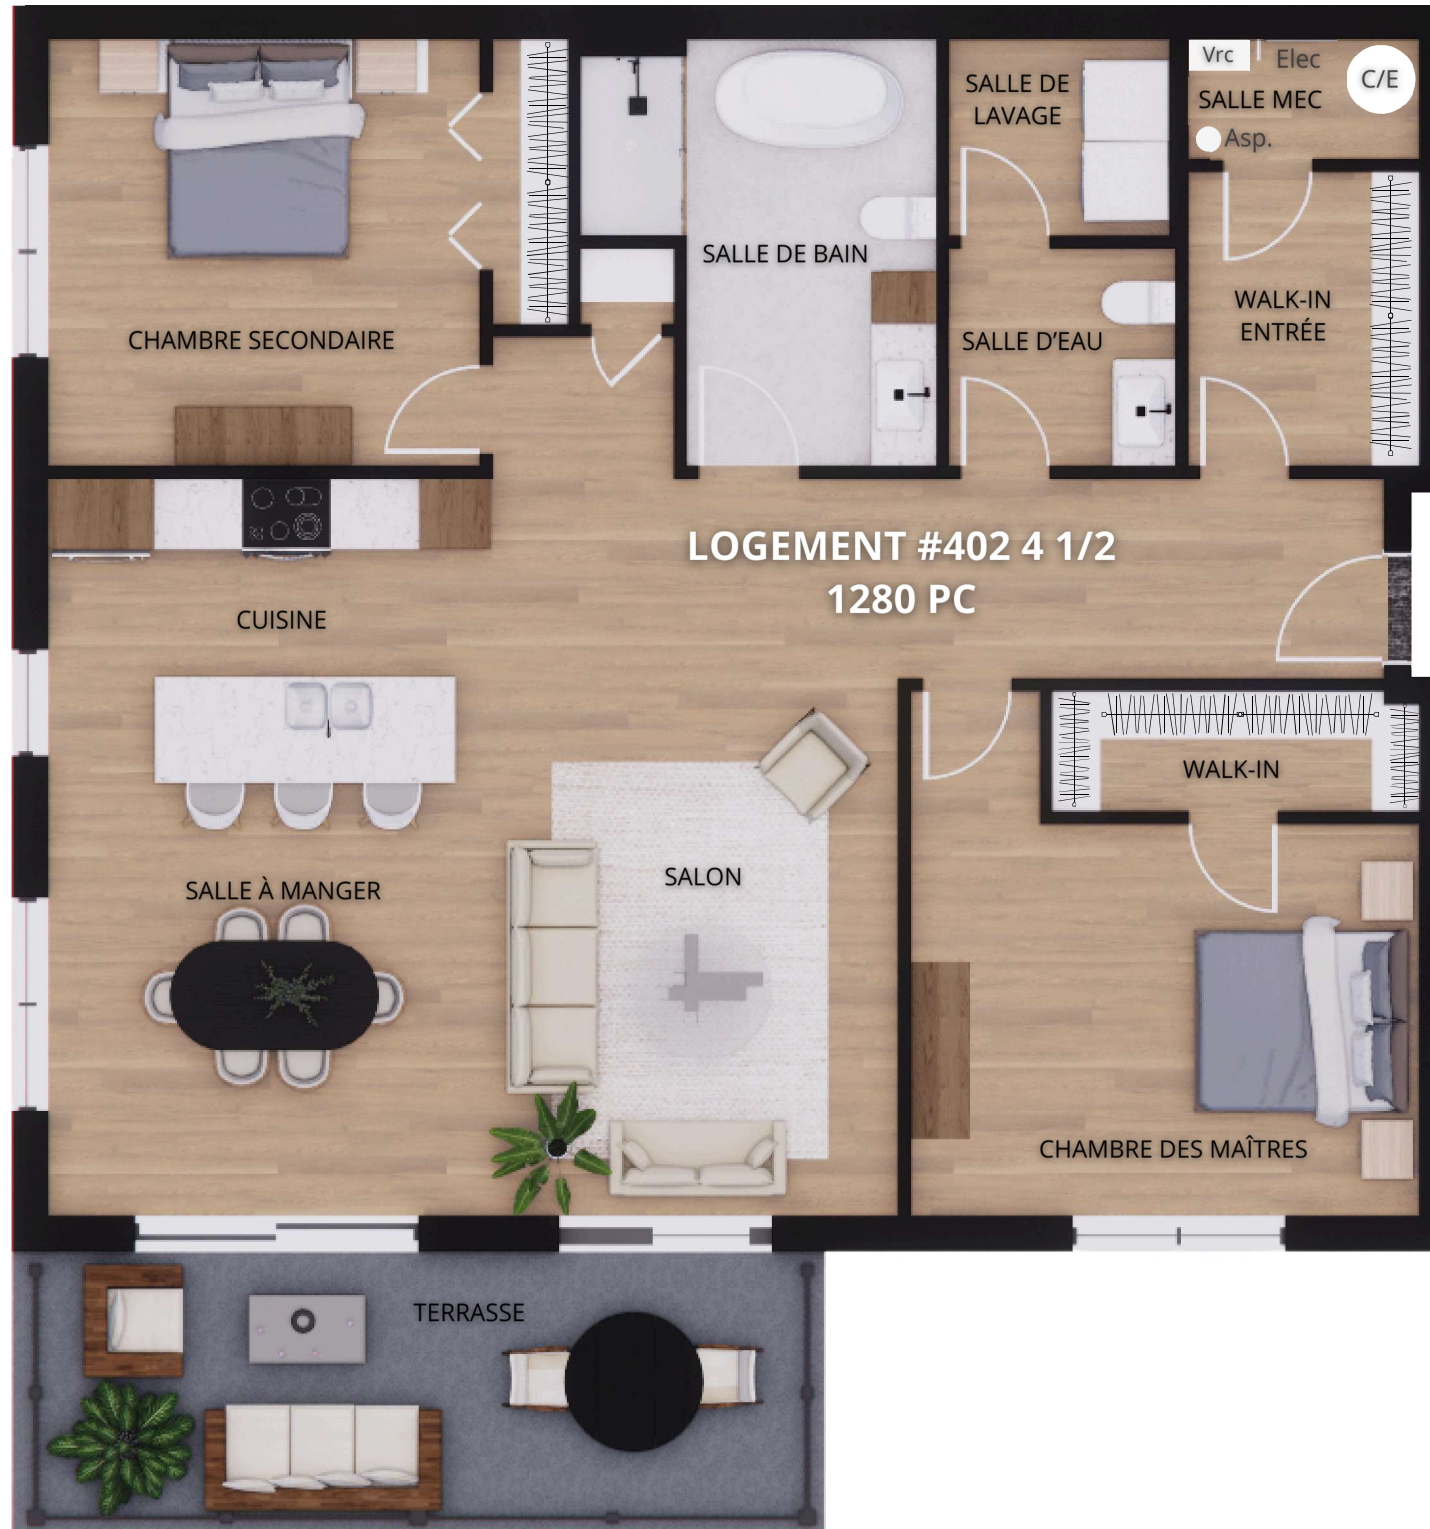 Vrc
Elec
C/E
SALLE DE
LAVAGE
SALLE MEC
Asp.
SALLE DE BAIN
WALK-IN
ENTRÉE
CHAMBRE SECONDAIRE
SALLE D'EAU
LOGEMENT #402 4 1/2
1280 PC
CUISINE
WALK-IN
SALLE À MANGER
SALON
CHAMBRE DES MAÎTRES
TERRASSE